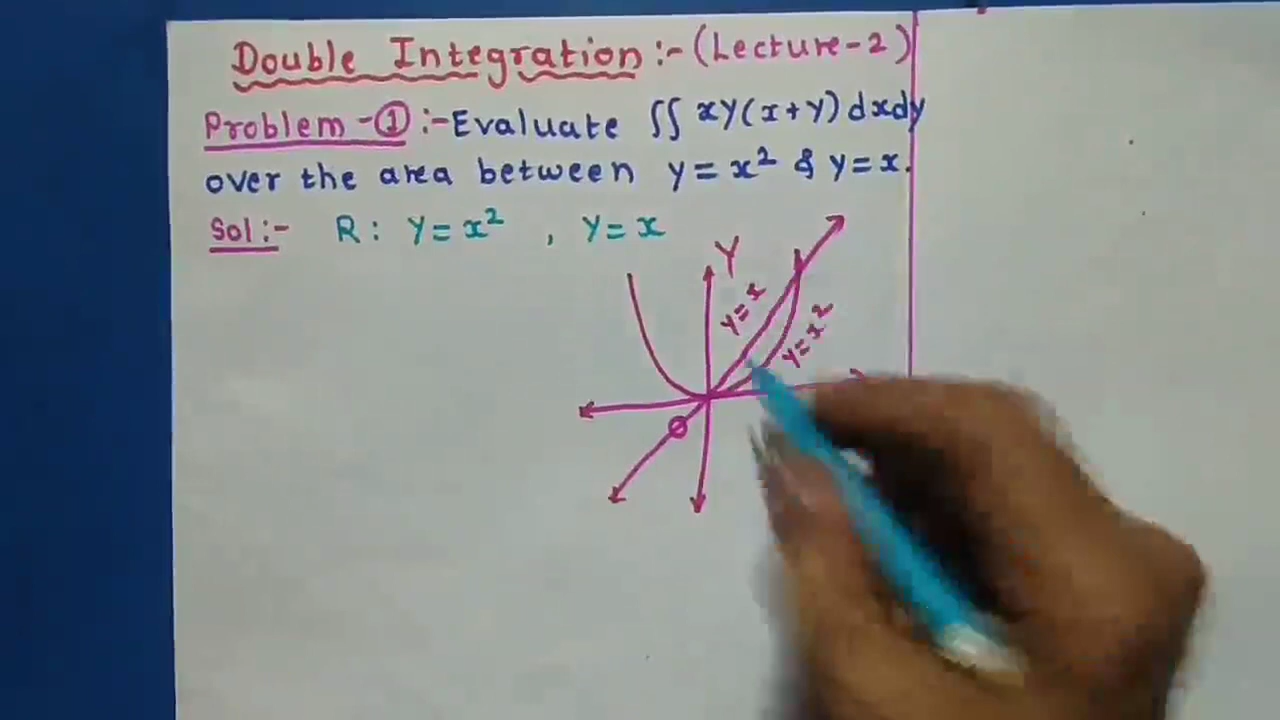 Double Integration :- (Lecture-2)
Problem-① :- Evaluate ∬ xy(x+y) dxdy
over the area between y = x² & y = x.
Sol:- R : y = x² , y = x
Y
y = x
y = x²
O